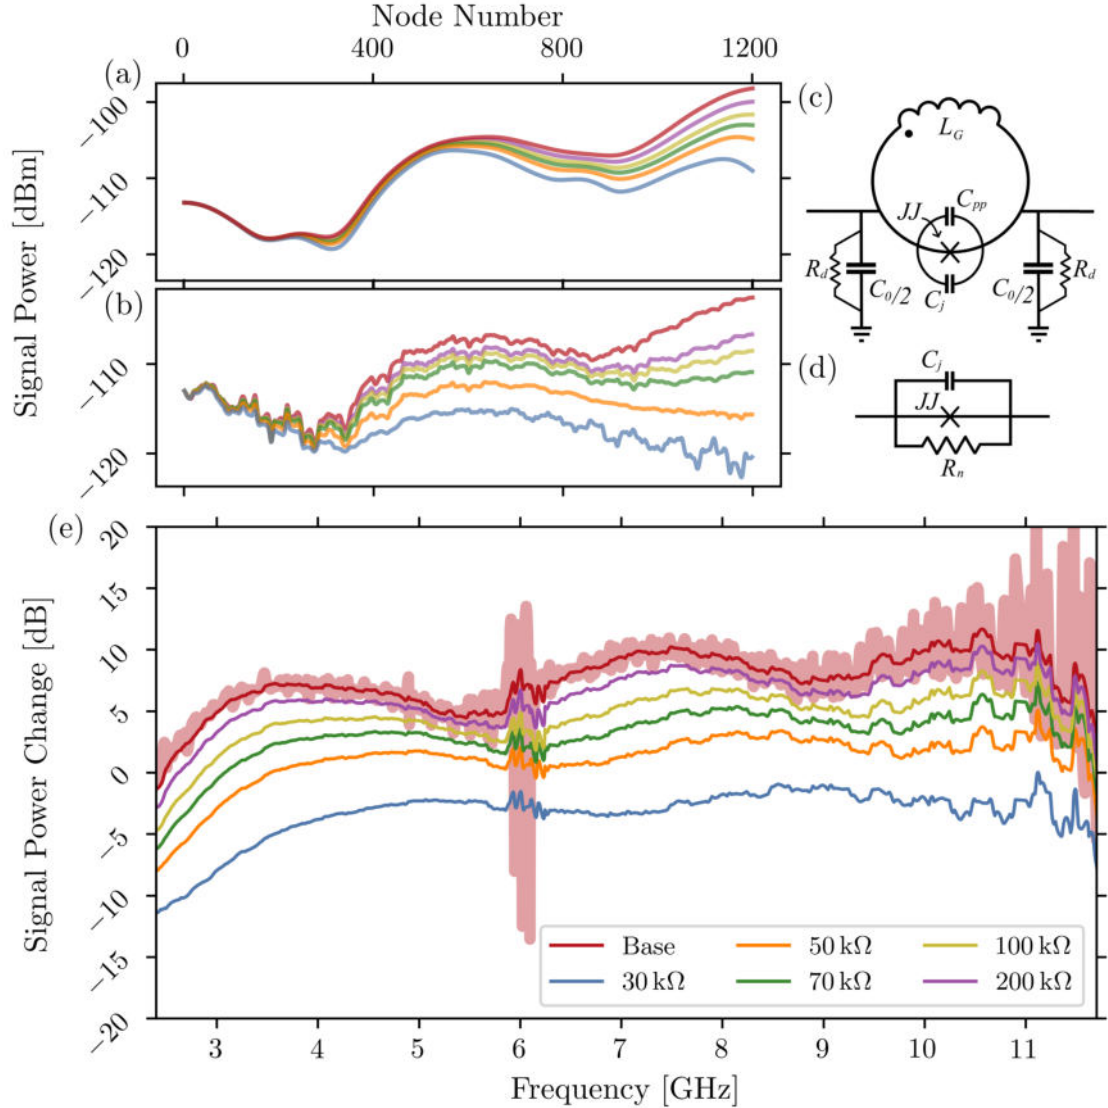 Node Number
0 400 800 1200
(a)
−100
−110
−120
Signal Power [dBm]
(b)
−110
−120
(c)
L_G
C_pp
JJ
R_d
C_0/2
C_j
C_0/2
R_d
(d)
C_j
JJ
R_n
(e)
20
15
10
5
0
−5
−10
−15
−20
Signal Power Change [dB]
Base 50 kΩ 100 kΩ
30 kΩ 70 kΩ 200 kΩ
3 4 5 6 7 8 9 10 11
Frequency [GHz]